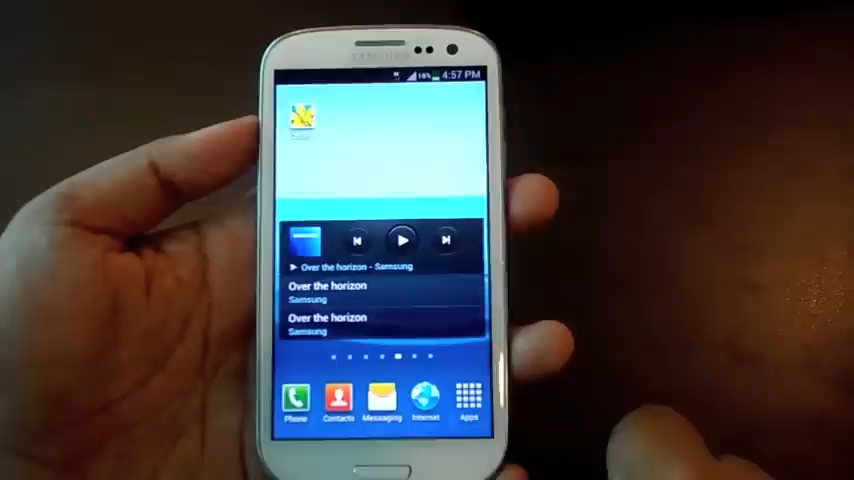 SAMSUNG
18% 4:57 PM
Over the horizon - Samsung
Over the horizon
Samsung
Over the horizon
Samsung
Phone
Contacts
Messaging
Internet
Apps